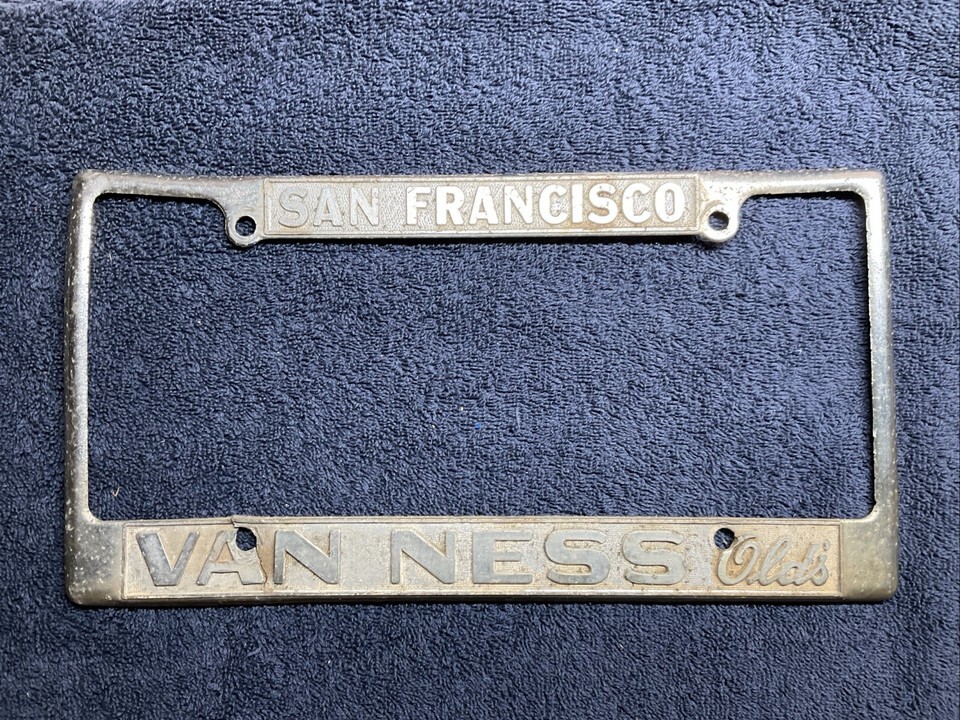 SAN FRANCISCO
VAN NESS Olds